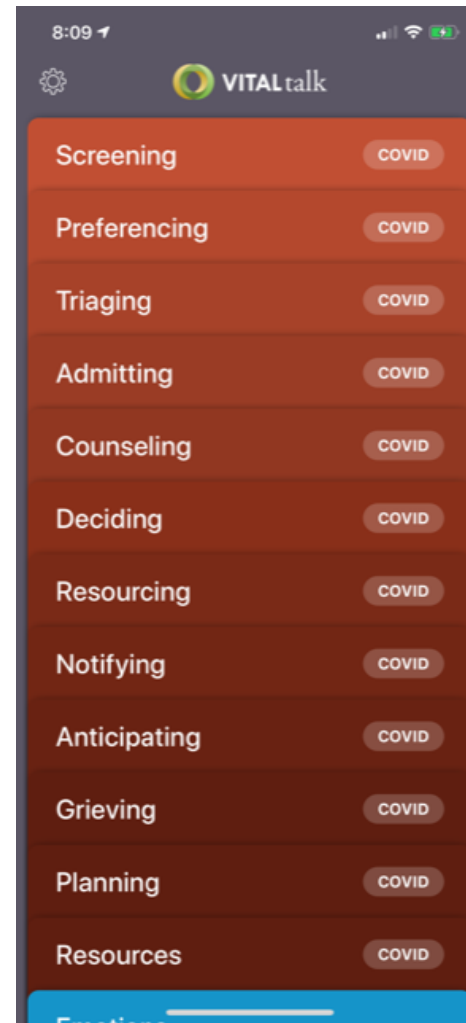 8:09
VITALtalk
Screening COVID
Preferencing COVID
Triaging COVID
Admitting COVID
Counseling COVID
Deciding COVID
Resourcing COVID
Notifying COVID
Anticipating COVID
Grieving COVID
Planning COVID
Resources COVID
Emotions